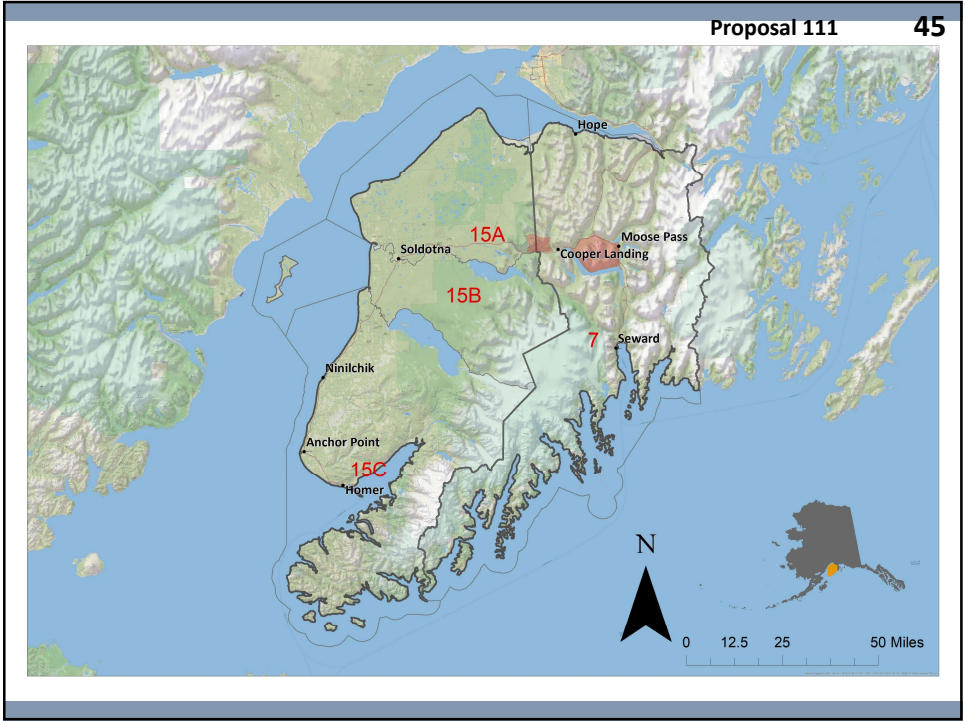 Proposal 111
45
Hope
15A
Moose Pass
Cooper Landing
Soldotna
15B
7
Seward
Ninilchik
Anchor Point
15C
Homer
N
0 12.5 25 50 Miles